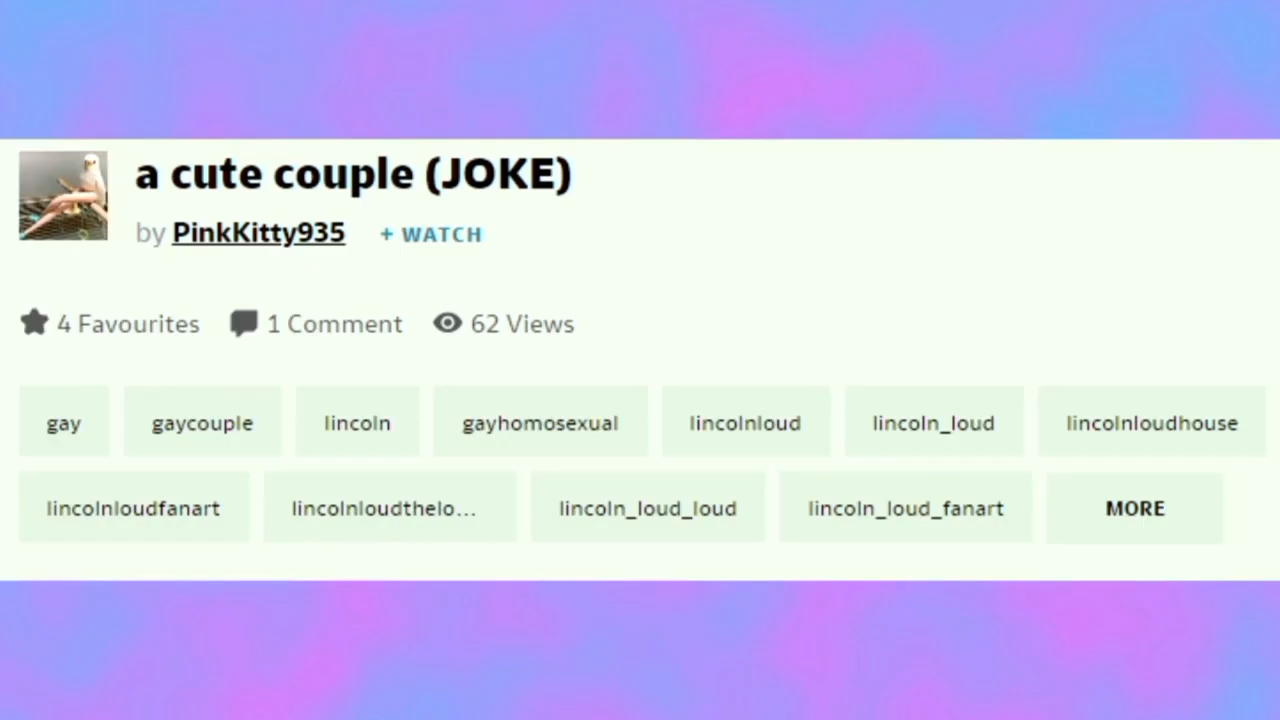 a cute couple (JOKE)
by PinkKitty935 + WATCH
4 Favourites 1 Comment 62 Views
gay gaycouple lincoln gayhomosexual lincolnloud lincoln_loud lincolnloudhouse
lincolnloudfanart lincolnloudthelo... lincoln_loud_loud lincoln_loud_fanart MORE